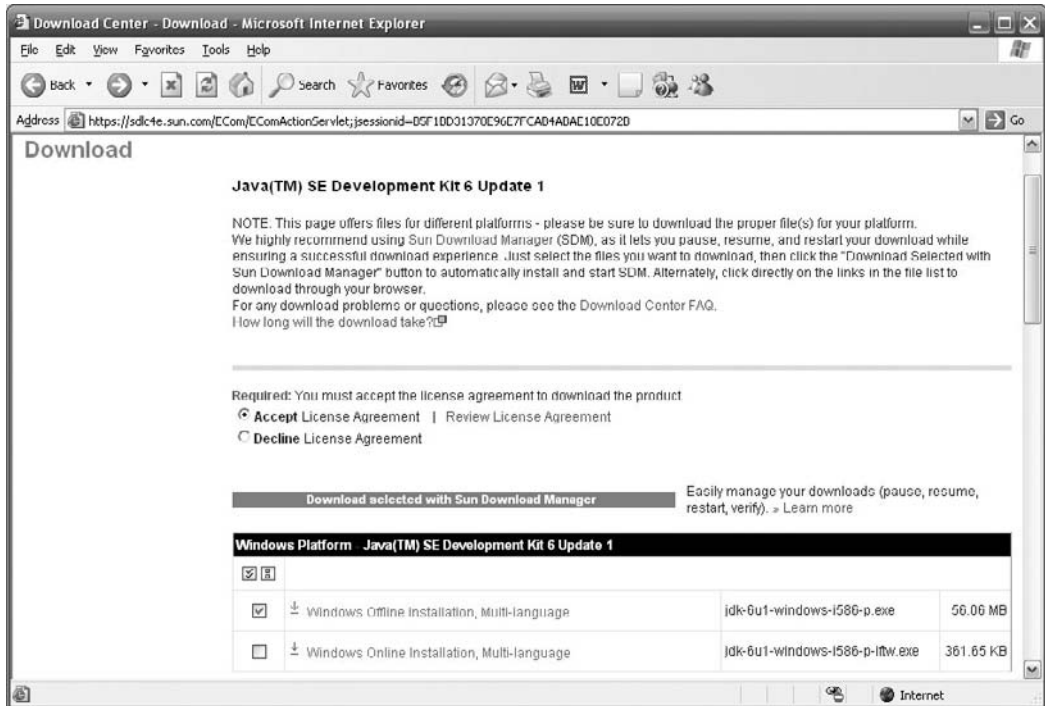 Download Center - Download - Microsoft Internet Explorer
File Edit View Favorites Tools Help
Back Search Favorites
Address https://sdlc4e.sun.com/ECom/EComActionServlet;jsessionid= Go
Download
Java(TM) SE Development Kit 6 Update 1
NOTE. This page offers files for different platforms - please be sure to download the proper file(s) for your platform.
We highly recommend using Sun Download Manager (SDM), as it lets you pause, resume, and restart your download while
ensuring a successful download experience. Just select the files you want to download, then click the "Download Selected with
Sun Download Manager" button to automatically install and start SDM. Alternately, click directly on the links in the file list to
download through your browser.
For any download problems or questions, please see the Download Center FAQ.
How long will the download take?
Required: You must accept the license agreement to download the product
Accept License Agreement | Review License Agreement
Decline License Agreement
Download selected with Sun Download Manager
Easily manage your downloads (pause, resume,
restart, verify). » Learn more
Windows Platform - Java(TM) SE Development Kit 6 Update 1
Windows Offline Installation, Multi-language jdk-6u1-windows-i586-p.exe 56.06 MB
Windows Online Installation, Multi-language jdk-6u1-windows-i586-p-iftw.exe 361.65 KB
Internet